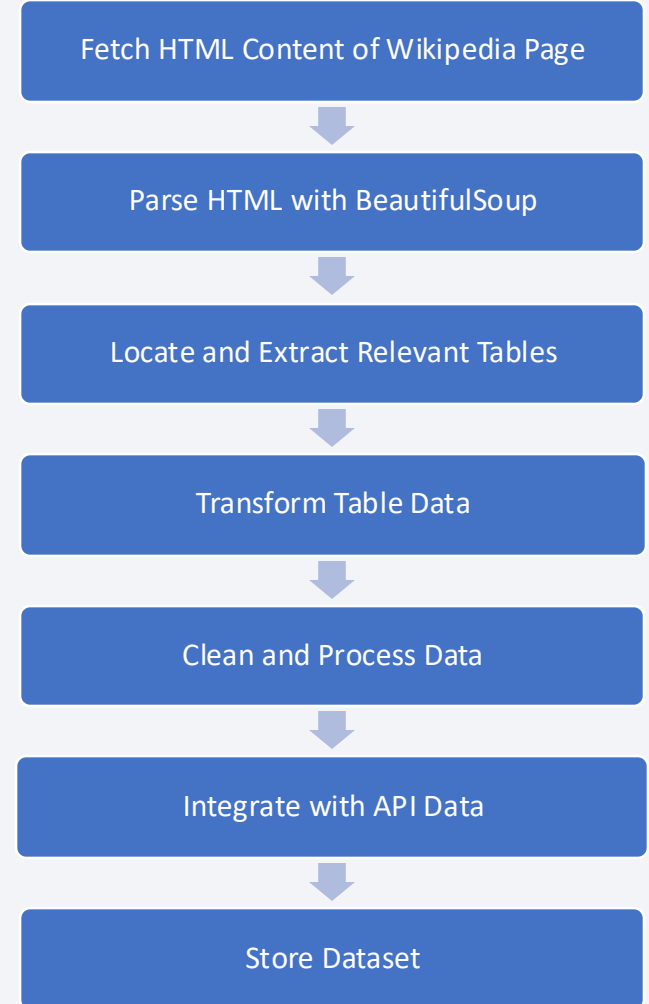 Fetch HTML Content of Wikipedia Page
Parse HTML with BeautifulSoup
Locate and Extract Relevant Tables
Transform Table Data
Clean and Process Data
Integrate with API Data
Store Dataset